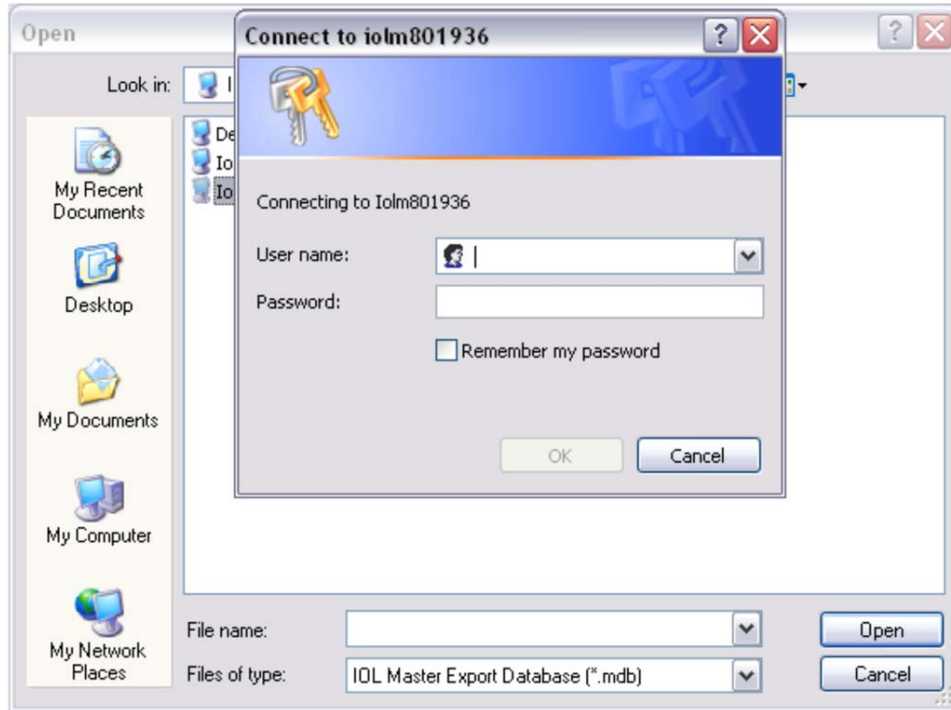 Open
Connect to iolm801936
Look in:
De
Io
Io
My Recent
Documents
Desktop
My Documents
My Computer
My Network
Places
Connecting to Iolm801936
User name:
Password:
Remember my password
OK
Cancel
File name:
Open
Files of type:
IOL Master Export Database (*.mdb)
Cancel